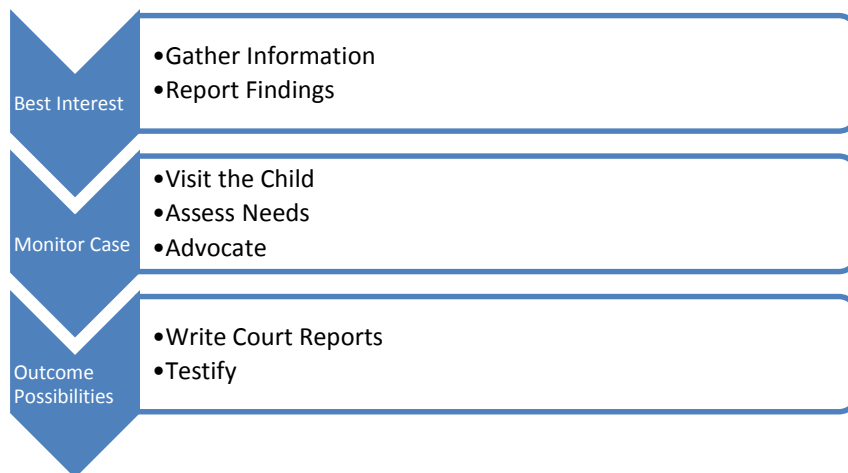 Best Interest
•Gather Information
•Report Findings
Monitor Case
•Visit the Child
•Assess Needs
•Advocate
Outcome
Possibilities
•Write Court Reports
•Testify